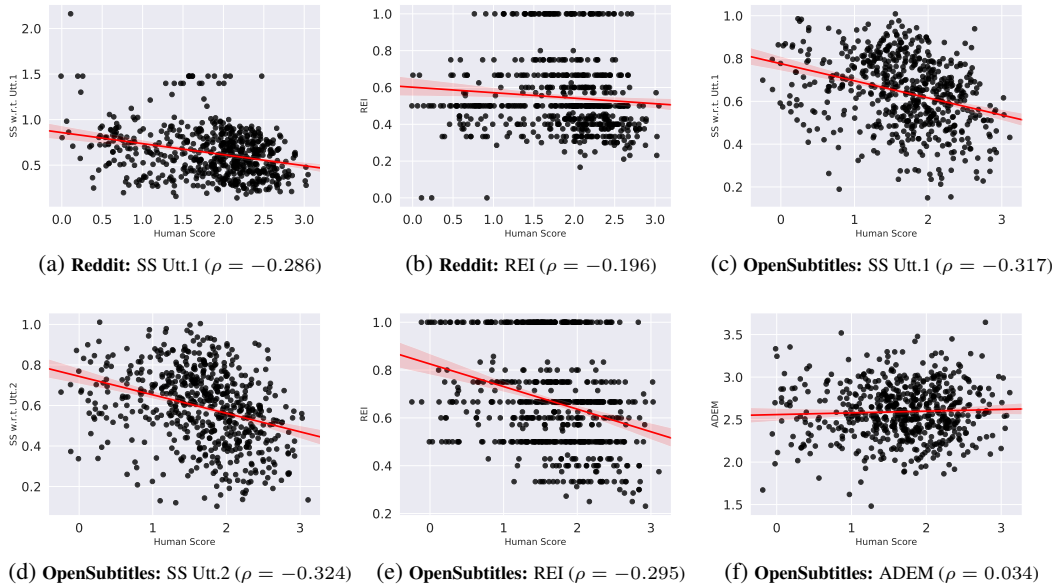 2.0
1.5
1.0
0.5
SS w.r.t. Utt.1
0.0 0.5 1.0 1.5 2.0 2.5 3.0
Human Score
(a) Reddit: SS Utt.1 (ρ = −0.286)
1.0
0.8
0.6
0.4
0.2
0.0
REI
0.0 0.5 1.0 1.5 2.0 2.5 3.0
Human Score
(b) Reddit: REI (ρ = −0.196)
1.0
0.8
0.6
0.4
0.2
SS w.r.t. Utt.1
0 1 2 3
Human Score
(c) OpenSubtitles: SS Utt.1 (ρ = −0.317)
1.0
0.8
0.6
0.4
0.2
SS w.r.t. Utt.2
0 1 2 3
Human Score
(d) OpenSubtitles: SS Utt.2 (ρ = −0.324)
1.0
0.8
0.6
0.4
0.2
REI
0 1 2 3
Human Score
(e) OpenSubtitles: REI (ρ = −0.295)
3.5
3.0
2.5
2.0
1.5
ADEM
0 1 2 3
Human Score
(f) OpenSubtitles: ADEM (ρ = 0.034)